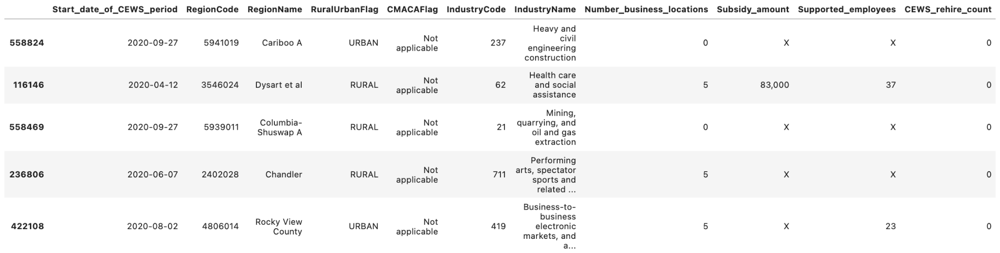 Start_date_of_CEWS_period RegionCode RegionName RuralUrbanFlag CMACAFlag IndustryCode IndustryName Number_business_locations Subsidy_amount Supported_employees CEWS_rehire_count
558824 2020-09-27 5941019 Cariboo A URBAN Not applicable 237 Heavy and civil engineering construction 0 X X 0
116146 2020-04-12 3546024 Dysart et al RURAL Not applicable 62 Health care and social assistance 5 83,000 37 0
558469 2020-09-27 5939011 Columbia-Shuswap A RURAL Not applicable 21 Mining, quarrying, and oil and gas extraction 0 X X 0
236806 2020-06-07 2402028 Chandler RURAL Not applicable 711 Performing arts, spectator sports and related ... 5 X X 0
422108 2020-08-02 4806014 Rocky View County URBAN Not applicable 419 Business-to-business electronic markets, and a... 5 X 23 0